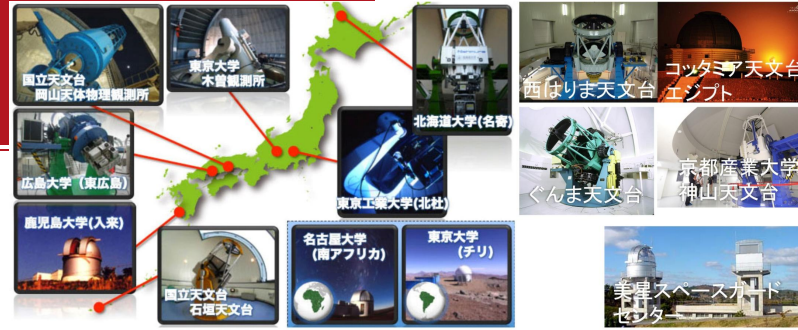 国立天文台
岡山天体物理観測所
東京大学
木曽観測所
北海道大学(名寄)
広島大学（東広島）
東京工業大学(北杜)
鹿児島大学(入来)
国立天文台
石垣天文台
名古屋大学
(南アフリカ)
東京大学
(チリ)
西はりま天文台
コッタミア天文台
エジプト
ぐんま天文台
京都産業大学
神山天文台
美星スペースガード
センター